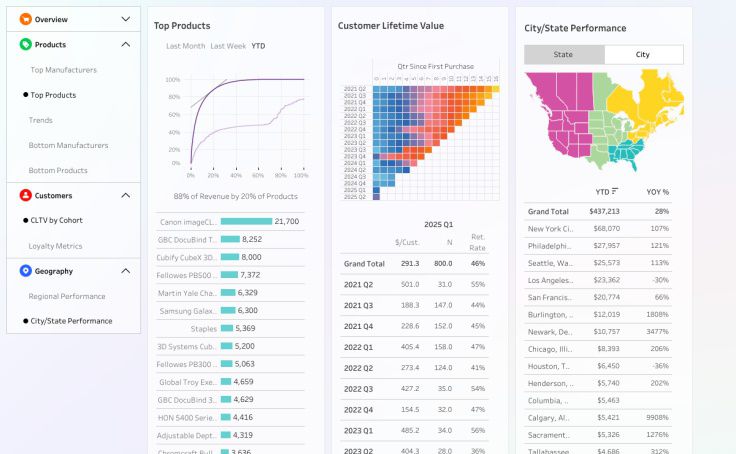 Overview
Products
Top Manufacturers
Top Products
Trends
Bottom Manufacturers
Bottom Products
Customers
CLTV by Cohort
Loyalty Metrics
Geography
Regional Performance
City/State Performance
Top Products
Last Month Last Week YTD
100%
80%
60%
40%
20%
0%
0% 20% 40% 60% 80% 100%
88% of Revenue by 20% of Products
Canon imageCL.. 21,700
GBC DocuBind T.. 8,252
Cubify CubeX 3D.. 8,000
Fellowes PB500 .. 7,372
Martin Yale Cha.. 6,329
Samsung Galax.. 6,300
Staples 5,369
3D Systems Cub.. 5,200
Fellowes PB300 .. 5,063
Global Troy Exe.. 4,659
GBC DocuBind .. 4,629
HON 5400 Serie.. 4,416
Adjustable Dept.. 4,319
Chromcraft Bull.. 3,636
Customer Lifetime Value
Qtr Since First Purchase
0 1 2 3 4 5 6 7 8 9 10 11 12 13 14 15 16
2021 Q2
2021 Q3
2021 Q4
2022 Q1
2022 Q2
2022 Q3
2022 Q4
2023 Q1
2023 Q2
2023 Q3
2023 Q4
2024 Q1
2024 Q2
2024 Q3
2024 Q4
2025 Q1
2025 Q2
2025 Q1
$/Cust. N Ret. Rate
Grand Total 291.3 800.0 46%
2021 Q2 501.0 31.0 55%
2021 Q3 188.3 147.0 44%
2021 Q4 228.6 152.0 45%
2022 Q1 405.4 158.0 47%
2022 Q2 273.4 124.0 41%
2022 Q3 427.2 35.0 54%
2022 Q4 154.5 32.0 47%
2023 Q1 485.2 34.0 56%
2023 Q2 404.3 28.0 36%
City/State Performance
State City
YTD YOY %
Grand Total $437,213 28%
New York Ci.. $68,070 107%
Philadelphi.. $27,957 121%
Seattle, Wa.. $23,573 113%
Los Angeles.. $23,362 -30%
San Francis.. $20,774 66%
Burlington, .. $12,019 1808%
Newark, De.. $10,757 3477%
Chicago, Illi.. $8,393 206%
Houston, T.. $6,450 -36%
Henderson, .. $5,740 202%
Columbia, .. $5,463
Calgary, Al.. $5,421 9908%
Sacrament.. $5,326 1276%
Tallahassee.. $4,686 312%